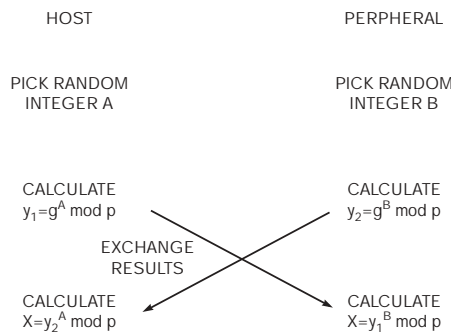 HOST
PERPHERAL
PICK RANDOM
INTEGER A
PICK RANDOM
INTEGER B
CALCULATE
y₁=gᴬ mod p
CALCULATE
y₂=gᴮ mod p
EXCHANGE
RESULTS
CALCULATE
X=y₂ᴬ mod p
CALCULATE
X=y₁ᴮ mod p